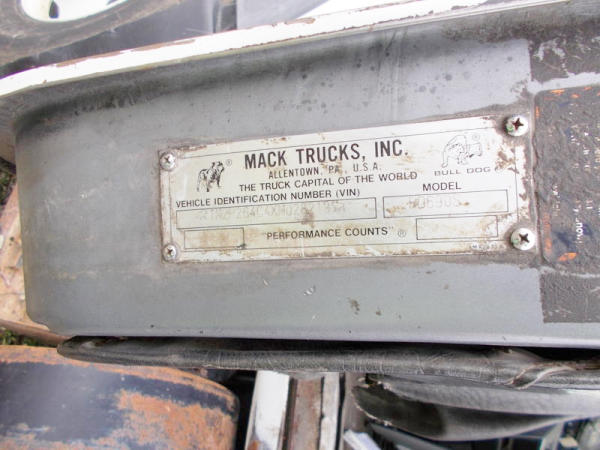 MACK TRUCKS, INC.
ALLENTOWN, PA., U.S.A.
THE TRUCK CAPITAL OF THE WORLD
BULL DOG ®
VEHICLE IDENTIFICATION NUMBER (VIN)
MODEL
"PERFORMANCE COUNTS" ®